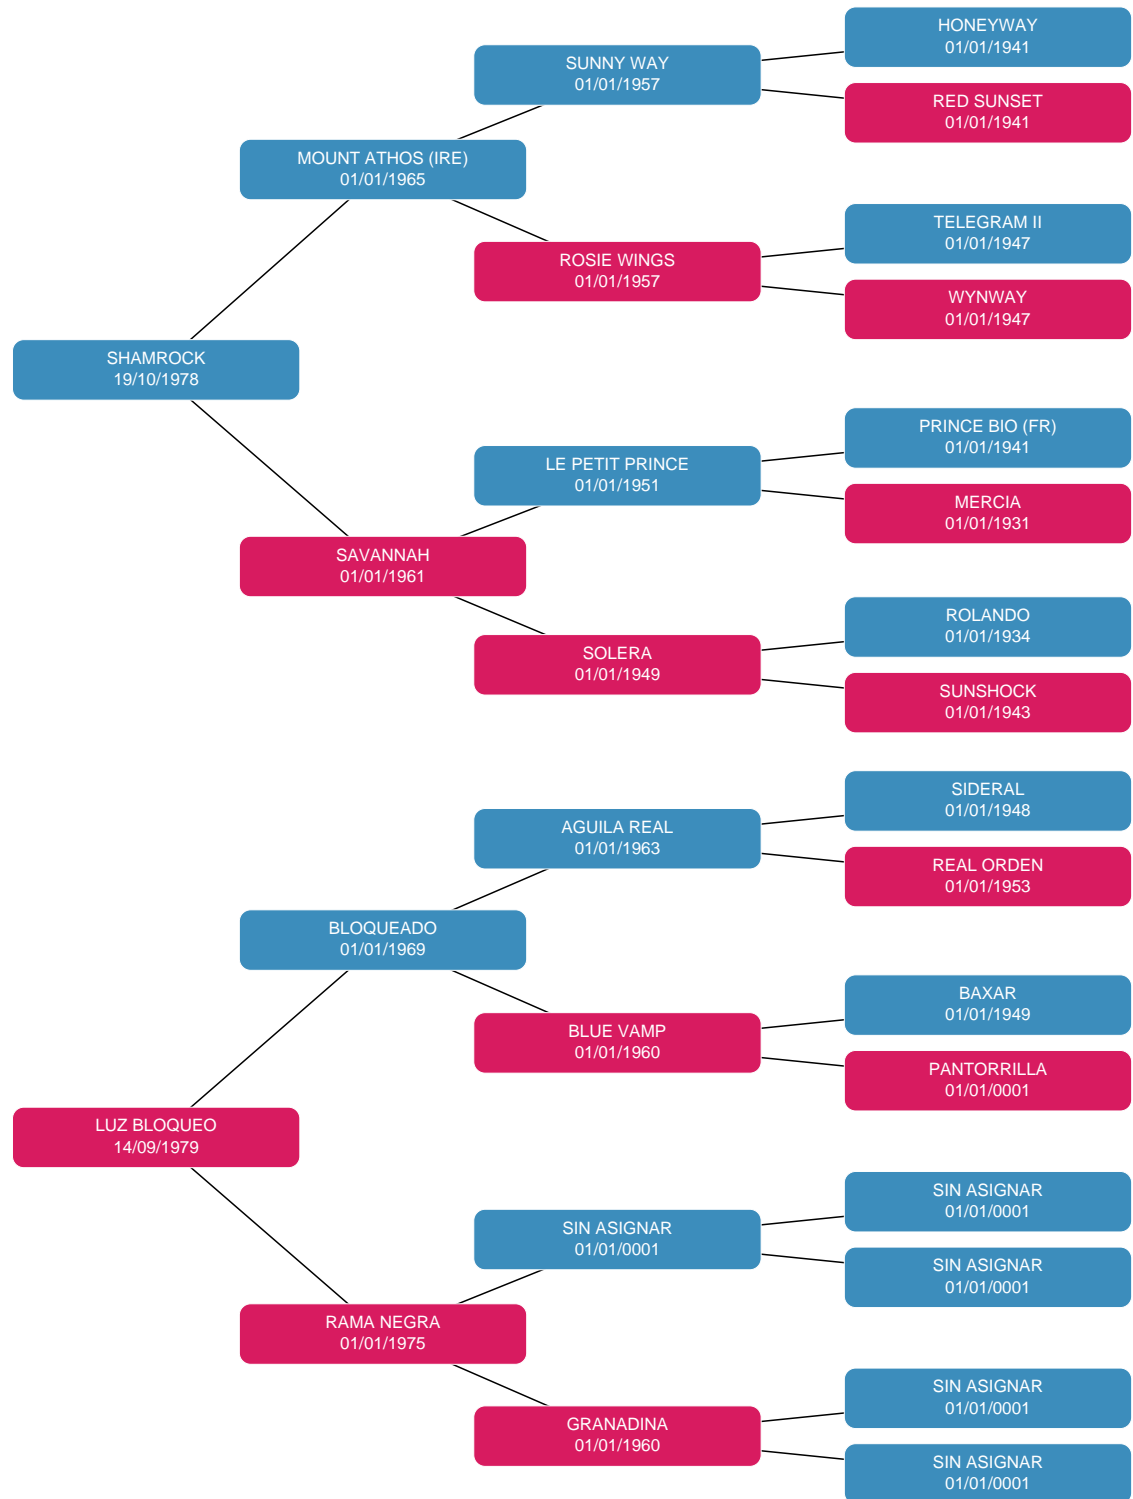 HONEYWAY
01/01/1941
SUNNY WAY
01/01/1957
RED SUNSET
01/01/1941
MOUNT ATHOS (IRE)
01/01/1965
TELEGRAM II
01/01/1947
ROSIE WINGS
01/01/1957
WYNWAY
01/01/1947
SHAMROCK
19/10/1978
PRINCE BIO (FR)
01/01/1941
LE PETIT PRINCE
01/01/1951
MERCIA
01/01/1931
SAVANNAH
01/01/1961
ROLANDO
01/01/1934
SOLERA
01/01/1949
SUNSHOCK
01/01/1943
SIDERAL
01/01/1948
AGUILA REAL
01/01/1963
REAL ORDEN
01/01/1953
BLOQUEADO
01/01/1969
BAXAR
01/01/1949
BLUE VAMP
01/01/1960
PANTORRILLA
01/01/0001
LUZ BLOQUEO
14/09/1979
SIN ASIGNAR
01/01/0001
SIN ASIGNAR
01/01/0001
SIN ASIGNAR
01/01/0001
RAMA NEGRA
01/01/1975
SIN ASIGNAR
01/01/0001
GRANADINA
01/01/1960
SIN ASIGNAR
01/01/0001